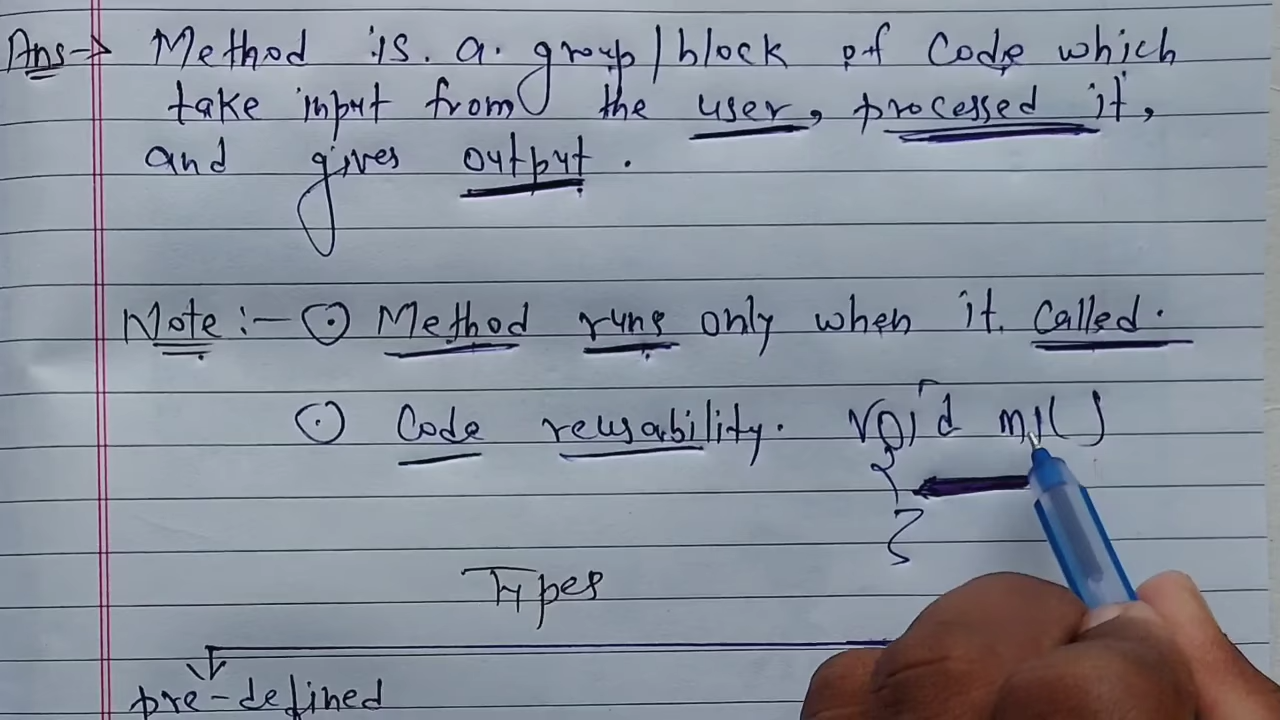 Ans→ Method is a group/block of Code which
take input from the user, processed it,
and gives output.
Note:- ⊙ Method runs only when it called.
⊙ Code reusability. void m1()
{
}
Types
pre-defined